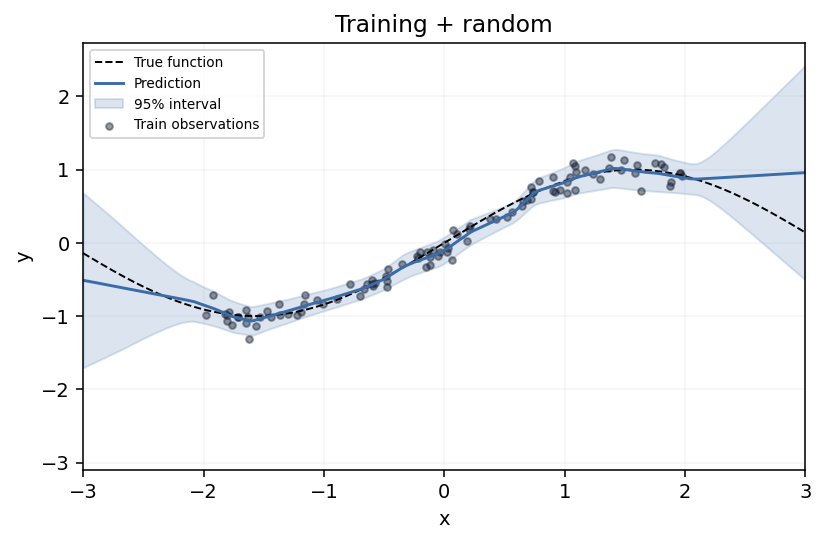 Training + random
True function
Prediction
95% interval
Train observations
y
2
1
0
−1
−2
−3
−3 −2 −1 0 1 2 3
x